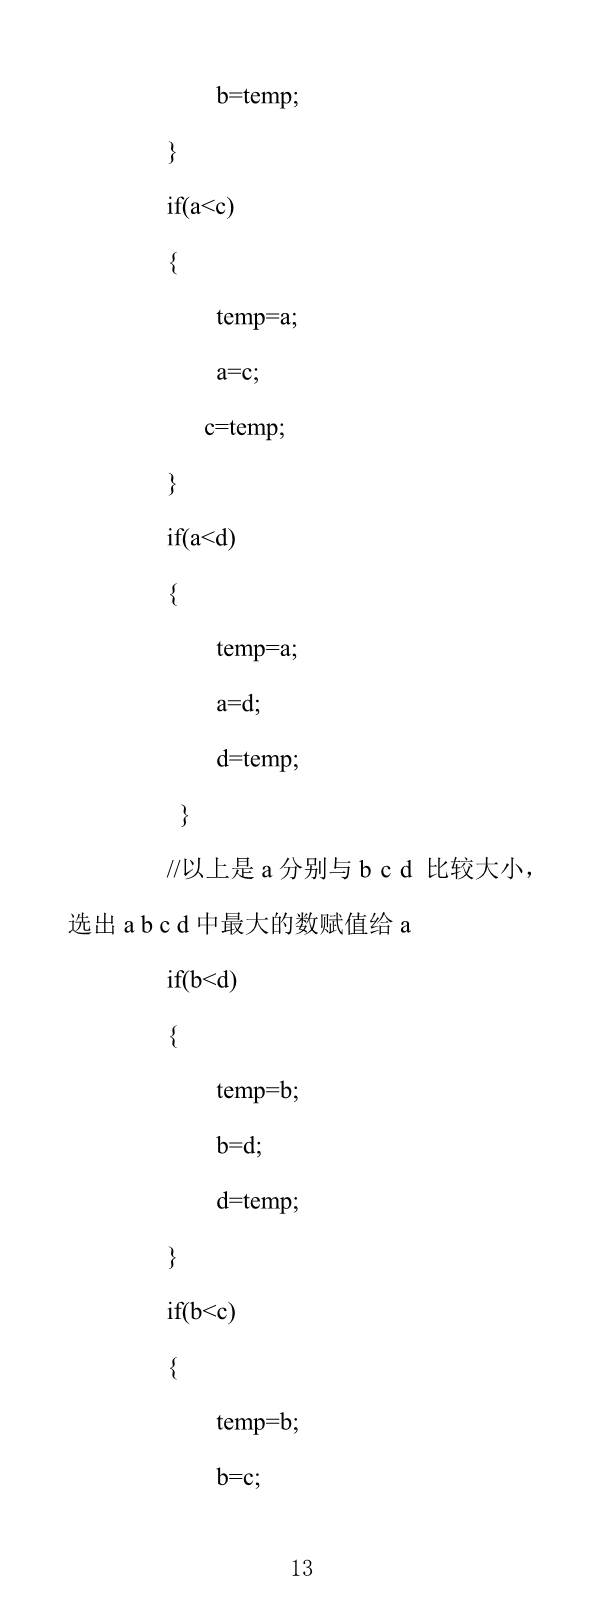 b=temp;
}
if(a<c)
{
temp=a;
a=c;
c=temp;
}
if(a<d)
{
temp=a;
a=d;
d=temp;
}
//以上是 a 分别与 b c d 比较大小，
选出 a b c d 中最大的数赋值给 a
if(b<d)
{
temp=b;
b=d;
d=temp;
}
if(b<c)
{
temp=b;
b=c;
13